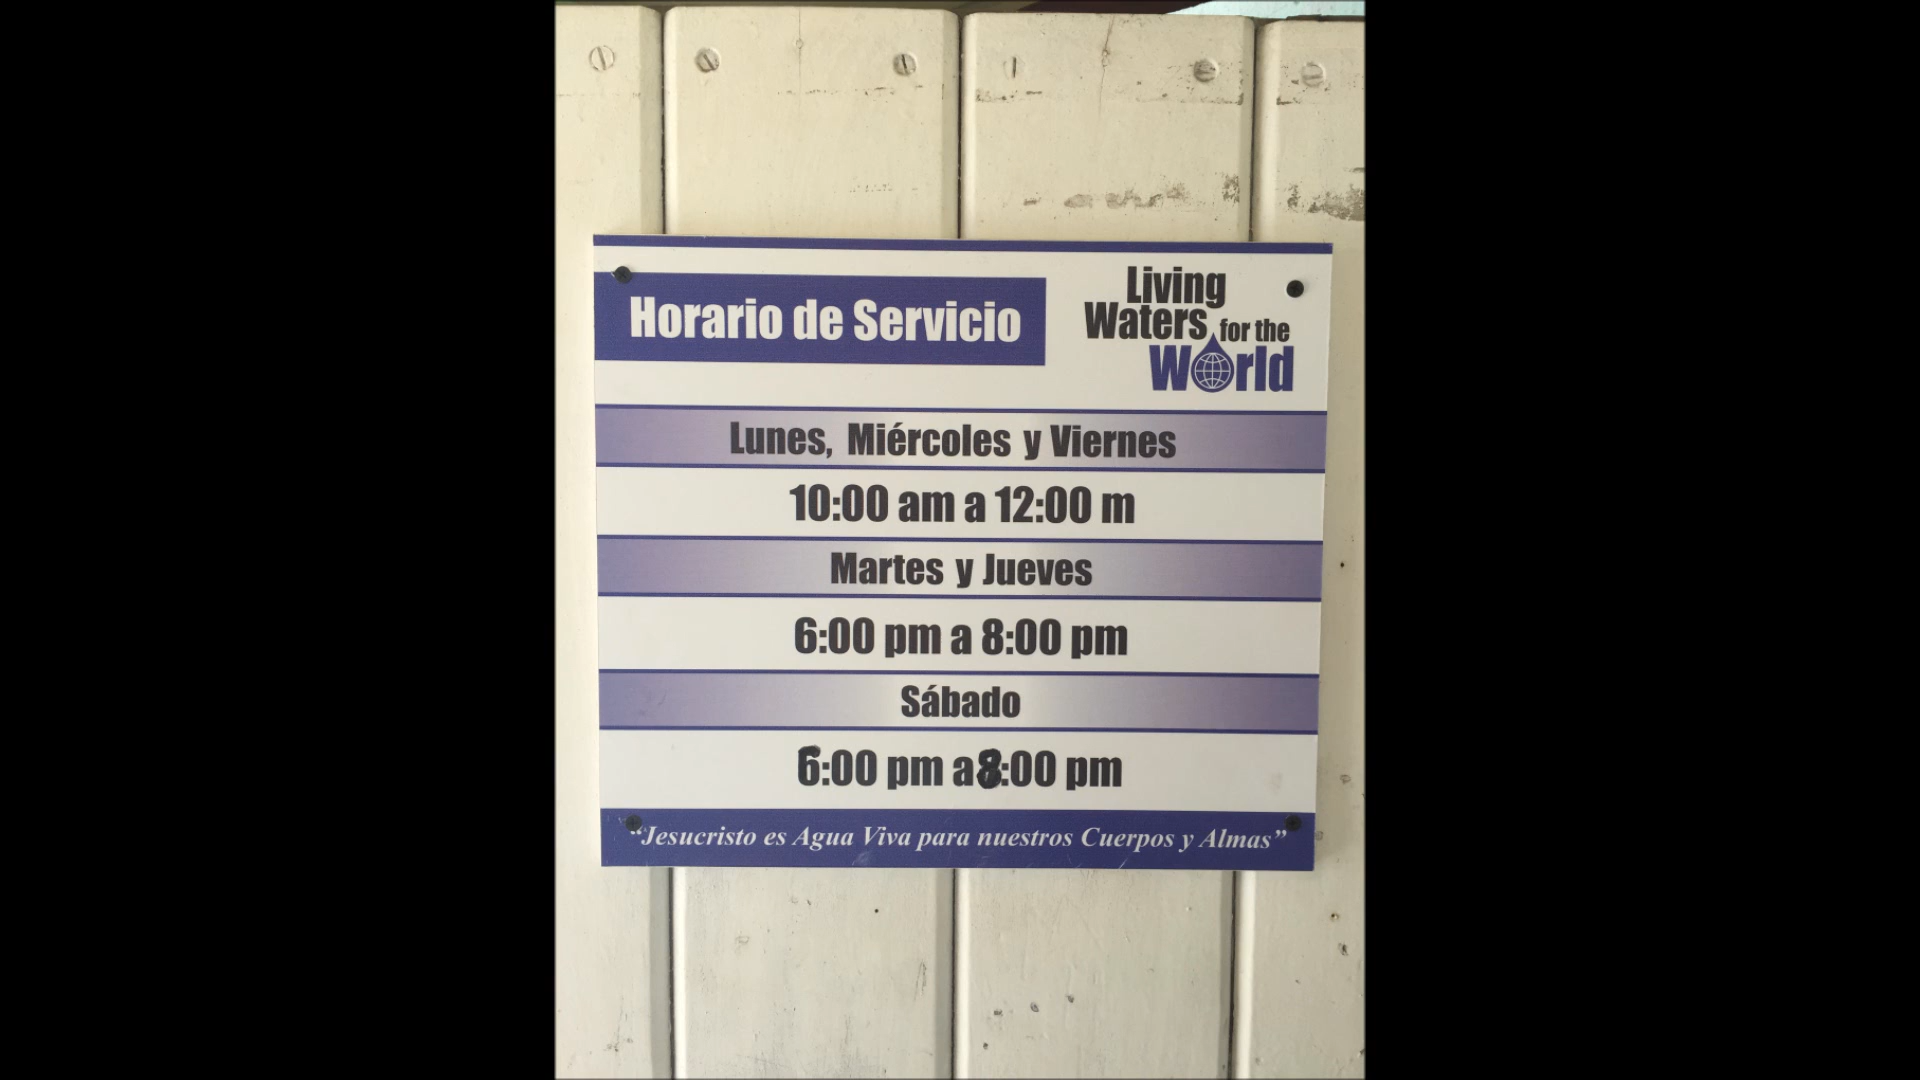 Horario de Servicio
Living
Waters for the
World
Lunes, Miércoles y Viernes
10:00 am a 12:00 m
Martes y Jueves
6:00 pm a 8:00 pm
Sábado
6:00 pm a 8:00 pm
“Jesucristo es Agua Viva para nuestros Cuerpos y Almas”